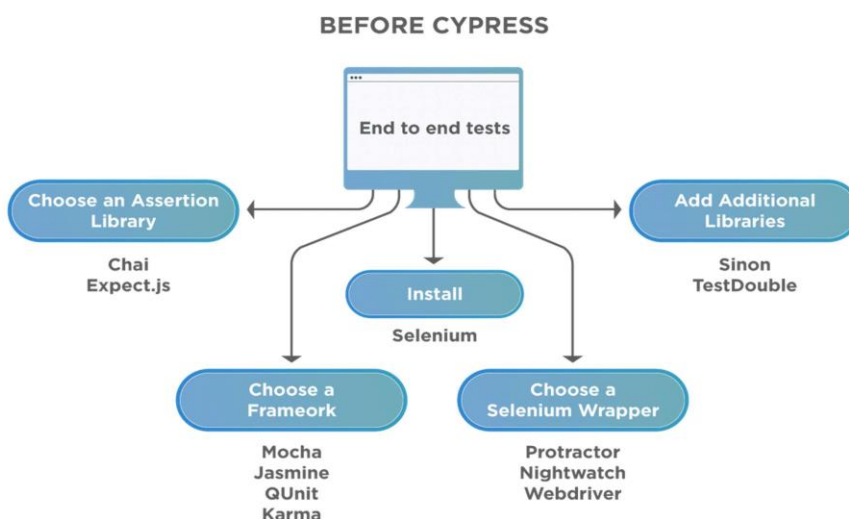 BEFORE CYPRESS
End to end tests
Choose an Assertion
Library
Chai
Expect.js
Add Additional
Libraries
Sinon
TestDouble
Install
Selenium
Choose a
Frameork
Mocha
Jasmine
QUnit
Karma
Choose a
Selenium Wrapper
Protractor
Nightwatch
Webdriver